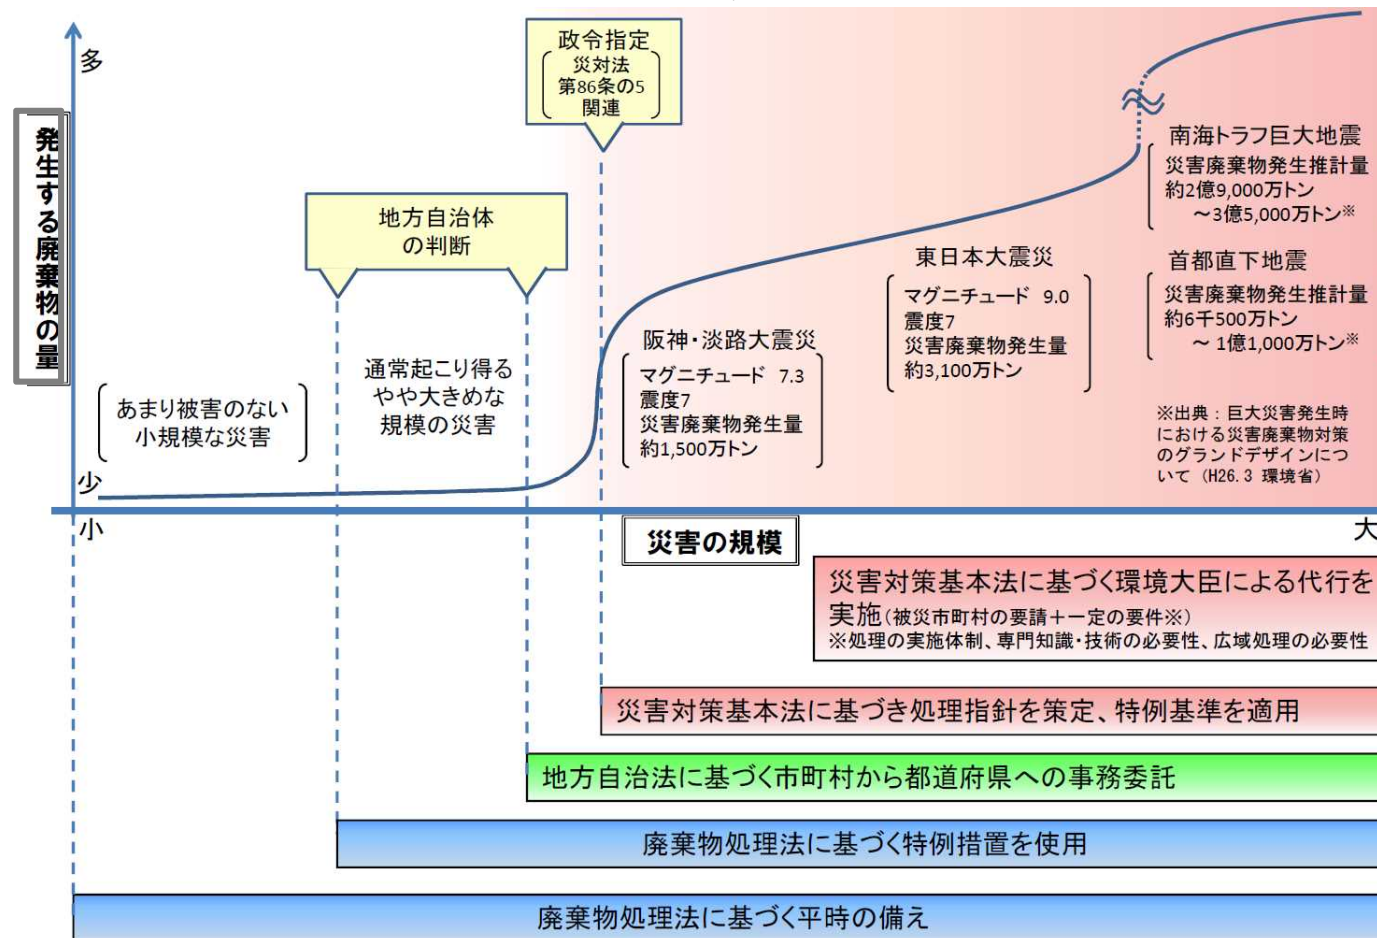 多
発生する廃棄物の量
少
小
政令指定
災対法
第86条の5
関連
地方自治体
の判断
あまり被害のない
小規模な災害
通常起こり得る
やや大きめな
規模の災害
阪神・淡路大震災
マグニチュード 7.3
震度7
災害廃棄物発生量
約1,500万トン
東日本大震災
マグニチュード 9.0
震度7
災害廃棄物発生量
約3,100万トン
南海トラフ巨大地震
災害廃棄物発生推計量
約2億9,000万トン
～3億5,000万トン※
首都直下地震
災害廃棄物発生推計量
約6千500万トン
～ 1億1,000万トン※
※出典：巨大災害発生時
における災害廃棄物対策
のグランドデザインにつ
いて（H26.3 環境省）
災害の規模
大
災害対策基本法に基づく環境大臣による代行を
実施（被災市町村の要請＋一定の要件※）
※処理の実施体制、専門知識・技術の必要性、広域処理の必要性
災害対策基本法に基づき処理指針を策定、特例基準を適用
地方自治法に基づく市町村から都道府県への事務委託
廃棄物処理法に基づく特例措置を使用
廃棄物処理法に基づく平時の備え